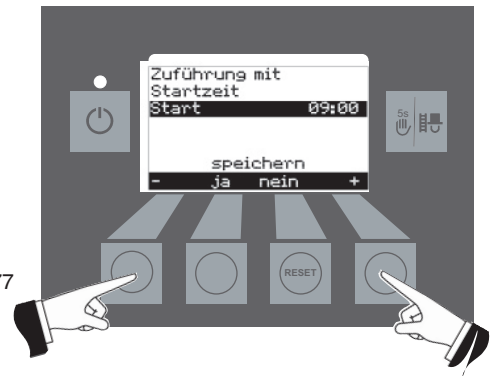 Zuführung mit
Startzeit
Start 09:00
speichern
- ja nein +
5s
RESET
77